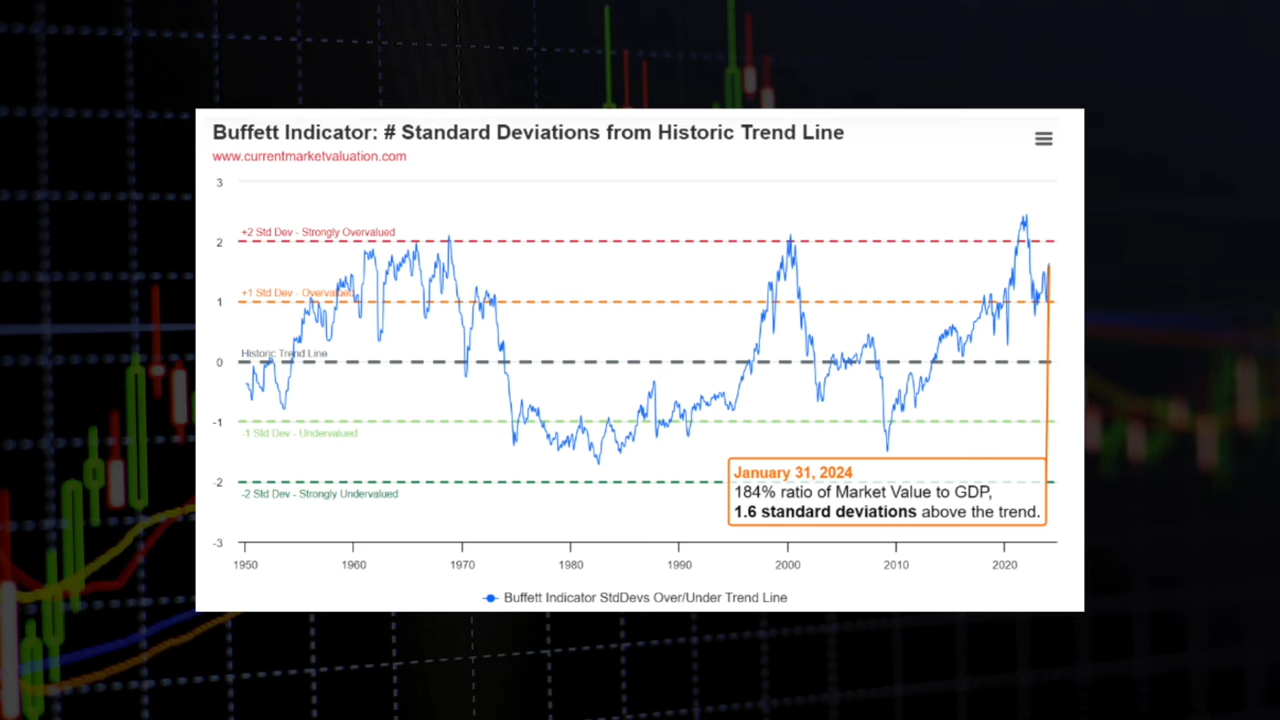 Buffett Indicator: # Standard Deviations from Historic Trend Line
www.currentmarketvaluation.com
3
+2 Std Dev - Strongly Overvalued
2
+1 Std Dev - Overvalued
1
Historic Trend Line
0
-1
-1 Std Dev - Undervalued
January 31, 2024
-2
184% ratio of Market Value to GDP,
-2 Std Dev - Strongly Undervalued
1.6 standard deviations above the trend.
-3
1950 1960 1970 1980 1990 2000 2010 2020
Buffett Indicator StdDevs Over/Under Trend Line